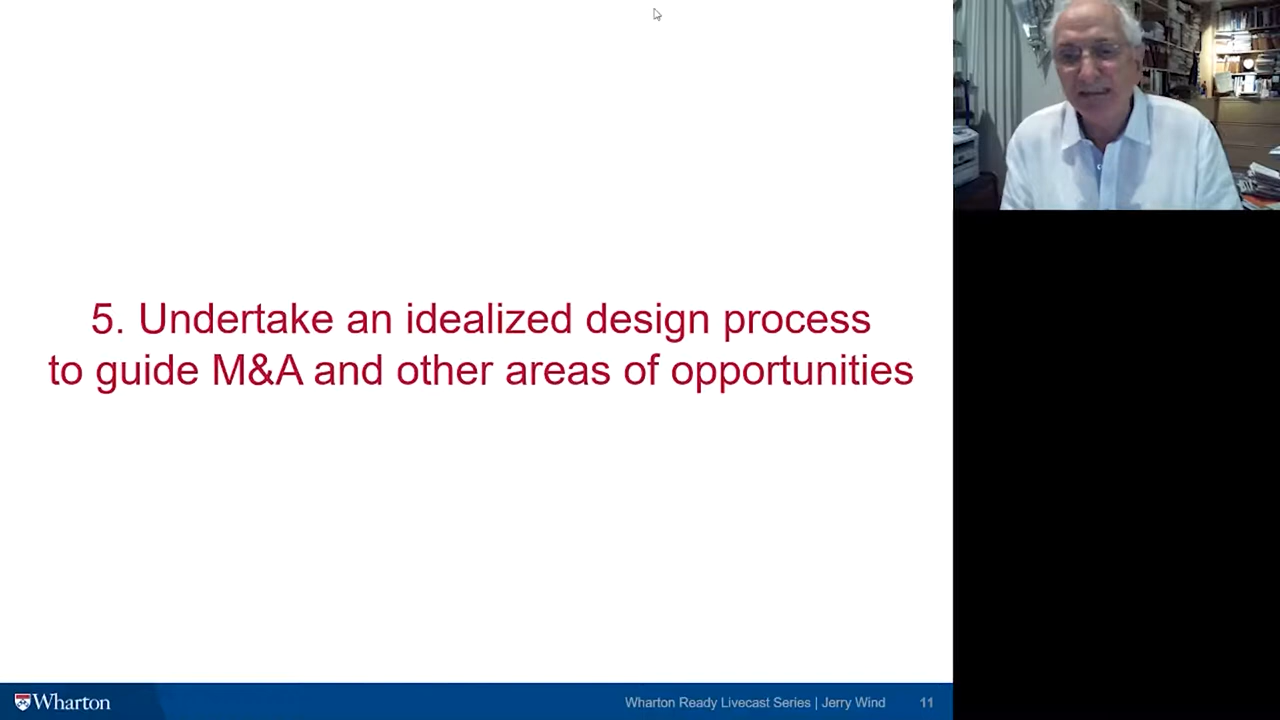 5. Undertake an idealized design process
to guide M&A and other areas of opportunities
Wharton
Wharton Ready Livecast Series | Jerry Wind 11